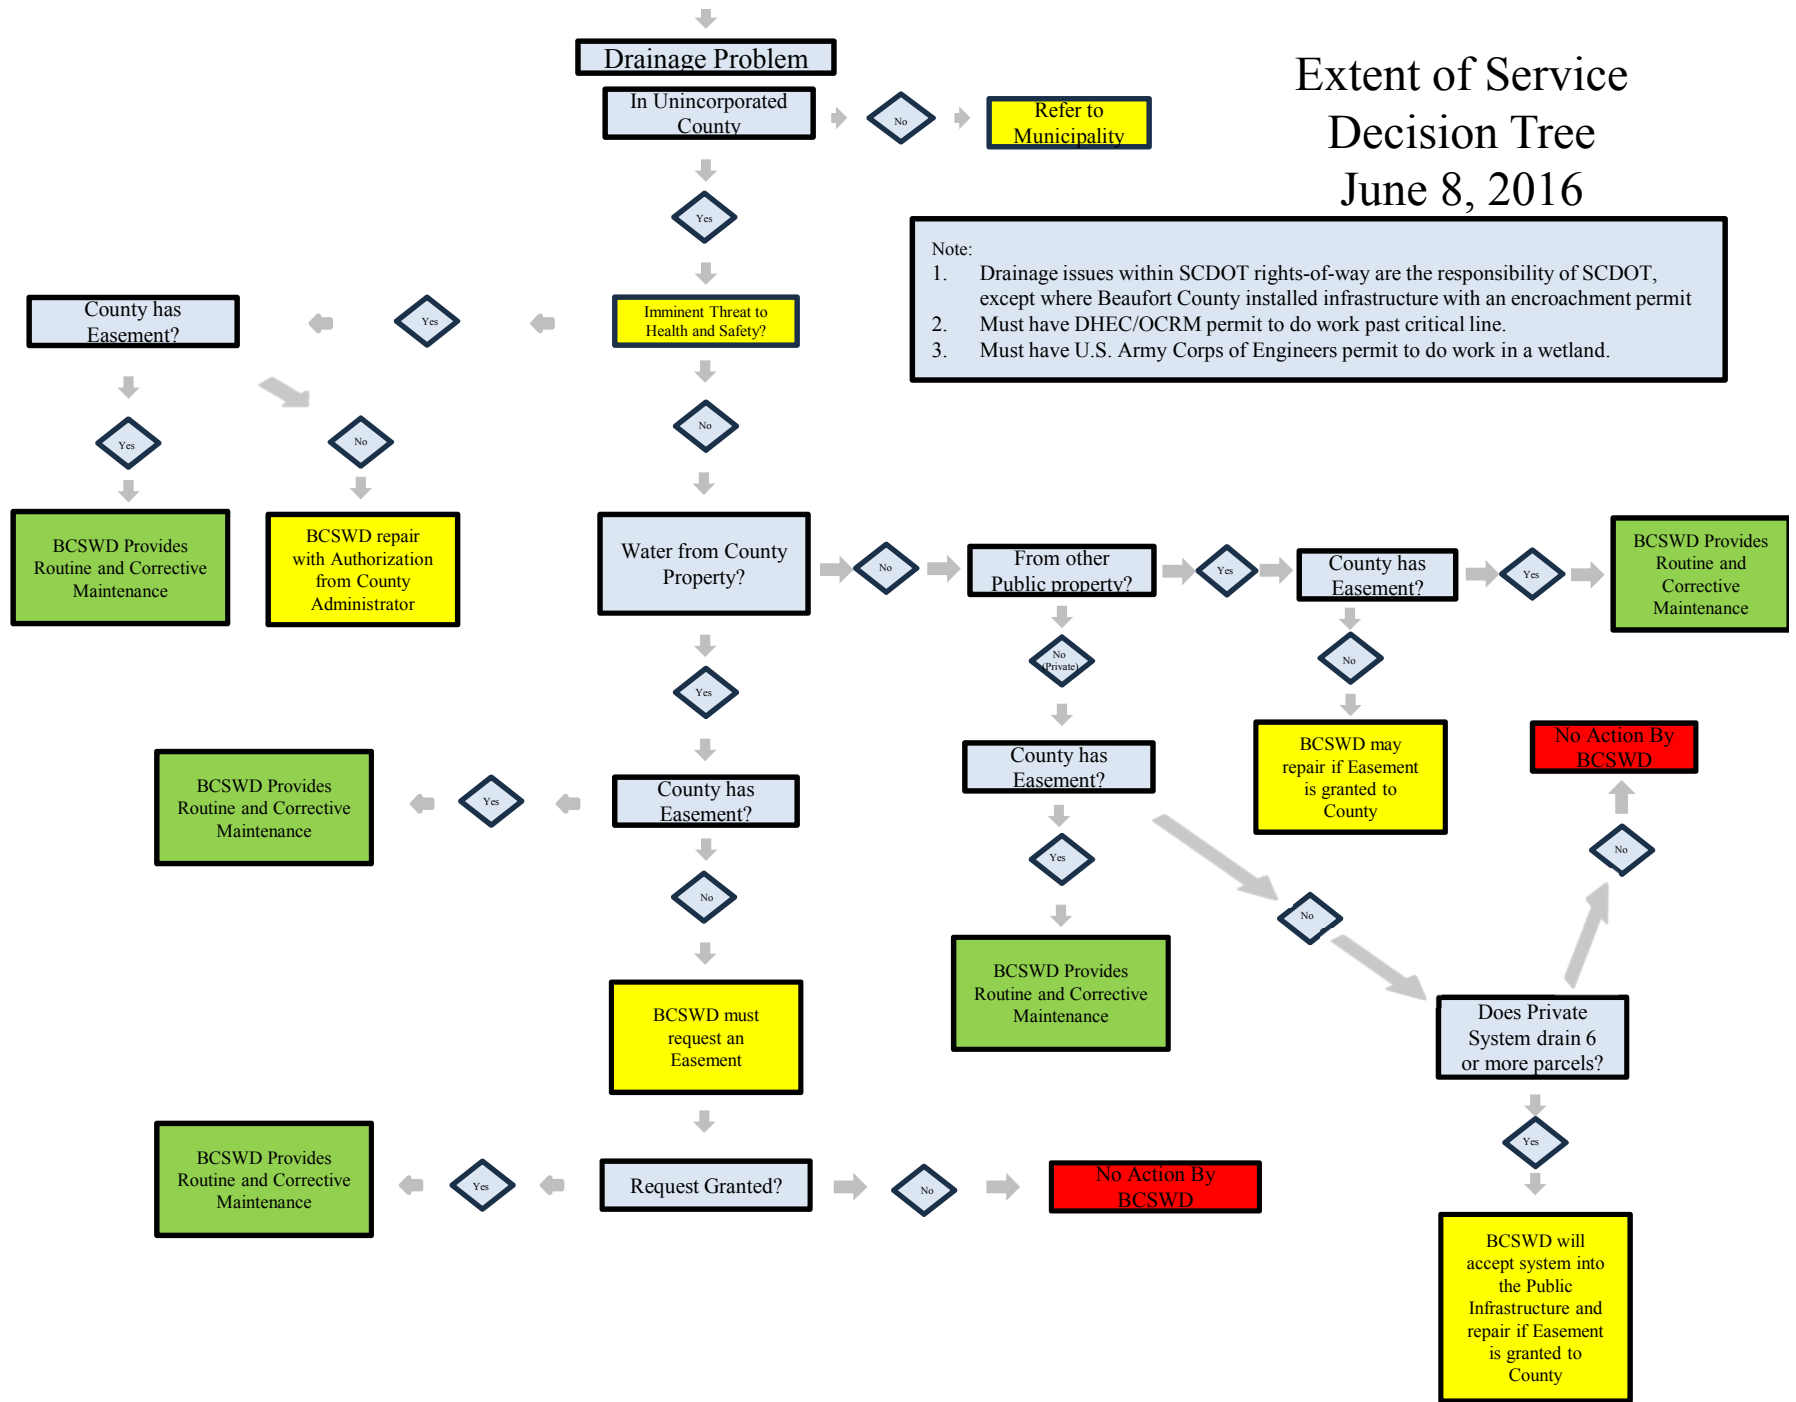 Drainage Problem
In Unincorporated
County
No
Refer to
Municipality
Extent of Service
Decision Tree
June 8, 2016
Yes
Note:
1. Drainage issues within SCDOT rights-of-way are the responsibility of SCDOT,
except where Beaufort County installed infrastructure with an encroachment permit
2. Must have DHEC/OCRM permit to do work past critical line.
3. Must have U.S. Army Corps of Engineers permit to do work in a wetland.
Imminent Threat to
Health and Safety?
Yes
County has
Easement?
Yes
No
No
BCSWD Provides
Routine and Corrective
Maintenance
BCSWD repair
with Authorization
from County
Administrator
Water from County
Property?
No
From other
Public property?
Yes
County has
Easement?
Yes
BCSWD Provides
Routine and
Corrective
Maintenance
Yes
No
(Private)
No
BCSWD may
repair if Easement
is granted to
County
No Action By
BCSWD
BCSWD Provides
Routine and Corrective
Maintenance
Yes
County has
Easement?
County has
Easement?
Yes
No
No
No
BCSWD Provides
Routine and Corrective
Maintenance
Does Private
System drain 6
or more parcels?
BCSWD must
request an
Easement
Yes
BCSWD Provides
Routine and Corrective
Maintenance
Yes
Request Granted?
No
No Action By
BCSWD
BCSWD will
accept system into
the Public
Infrastructure and
repair if Easement
is granted to
County